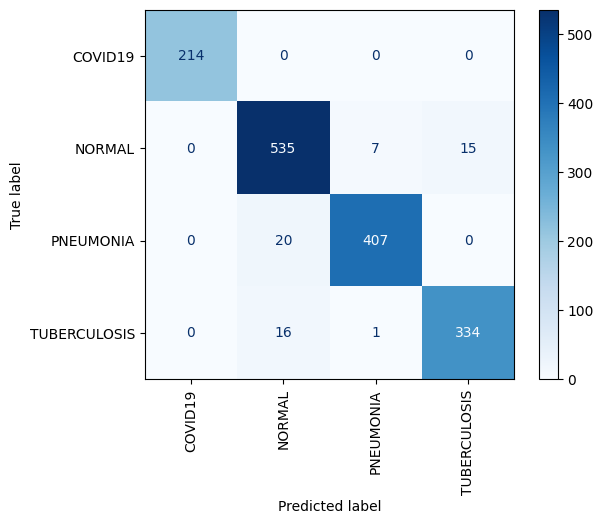 COVID19 214 0 0 0
NORMAL 0 535 7 15
PNEUMONIA 0 20 407 0
TUBERCULOSIS 0 16 1 334
True label
COVID19
NORMAL
PNEUMONIA
TUBERCULOSIS
Predicted label
500
400
300
200
100
0